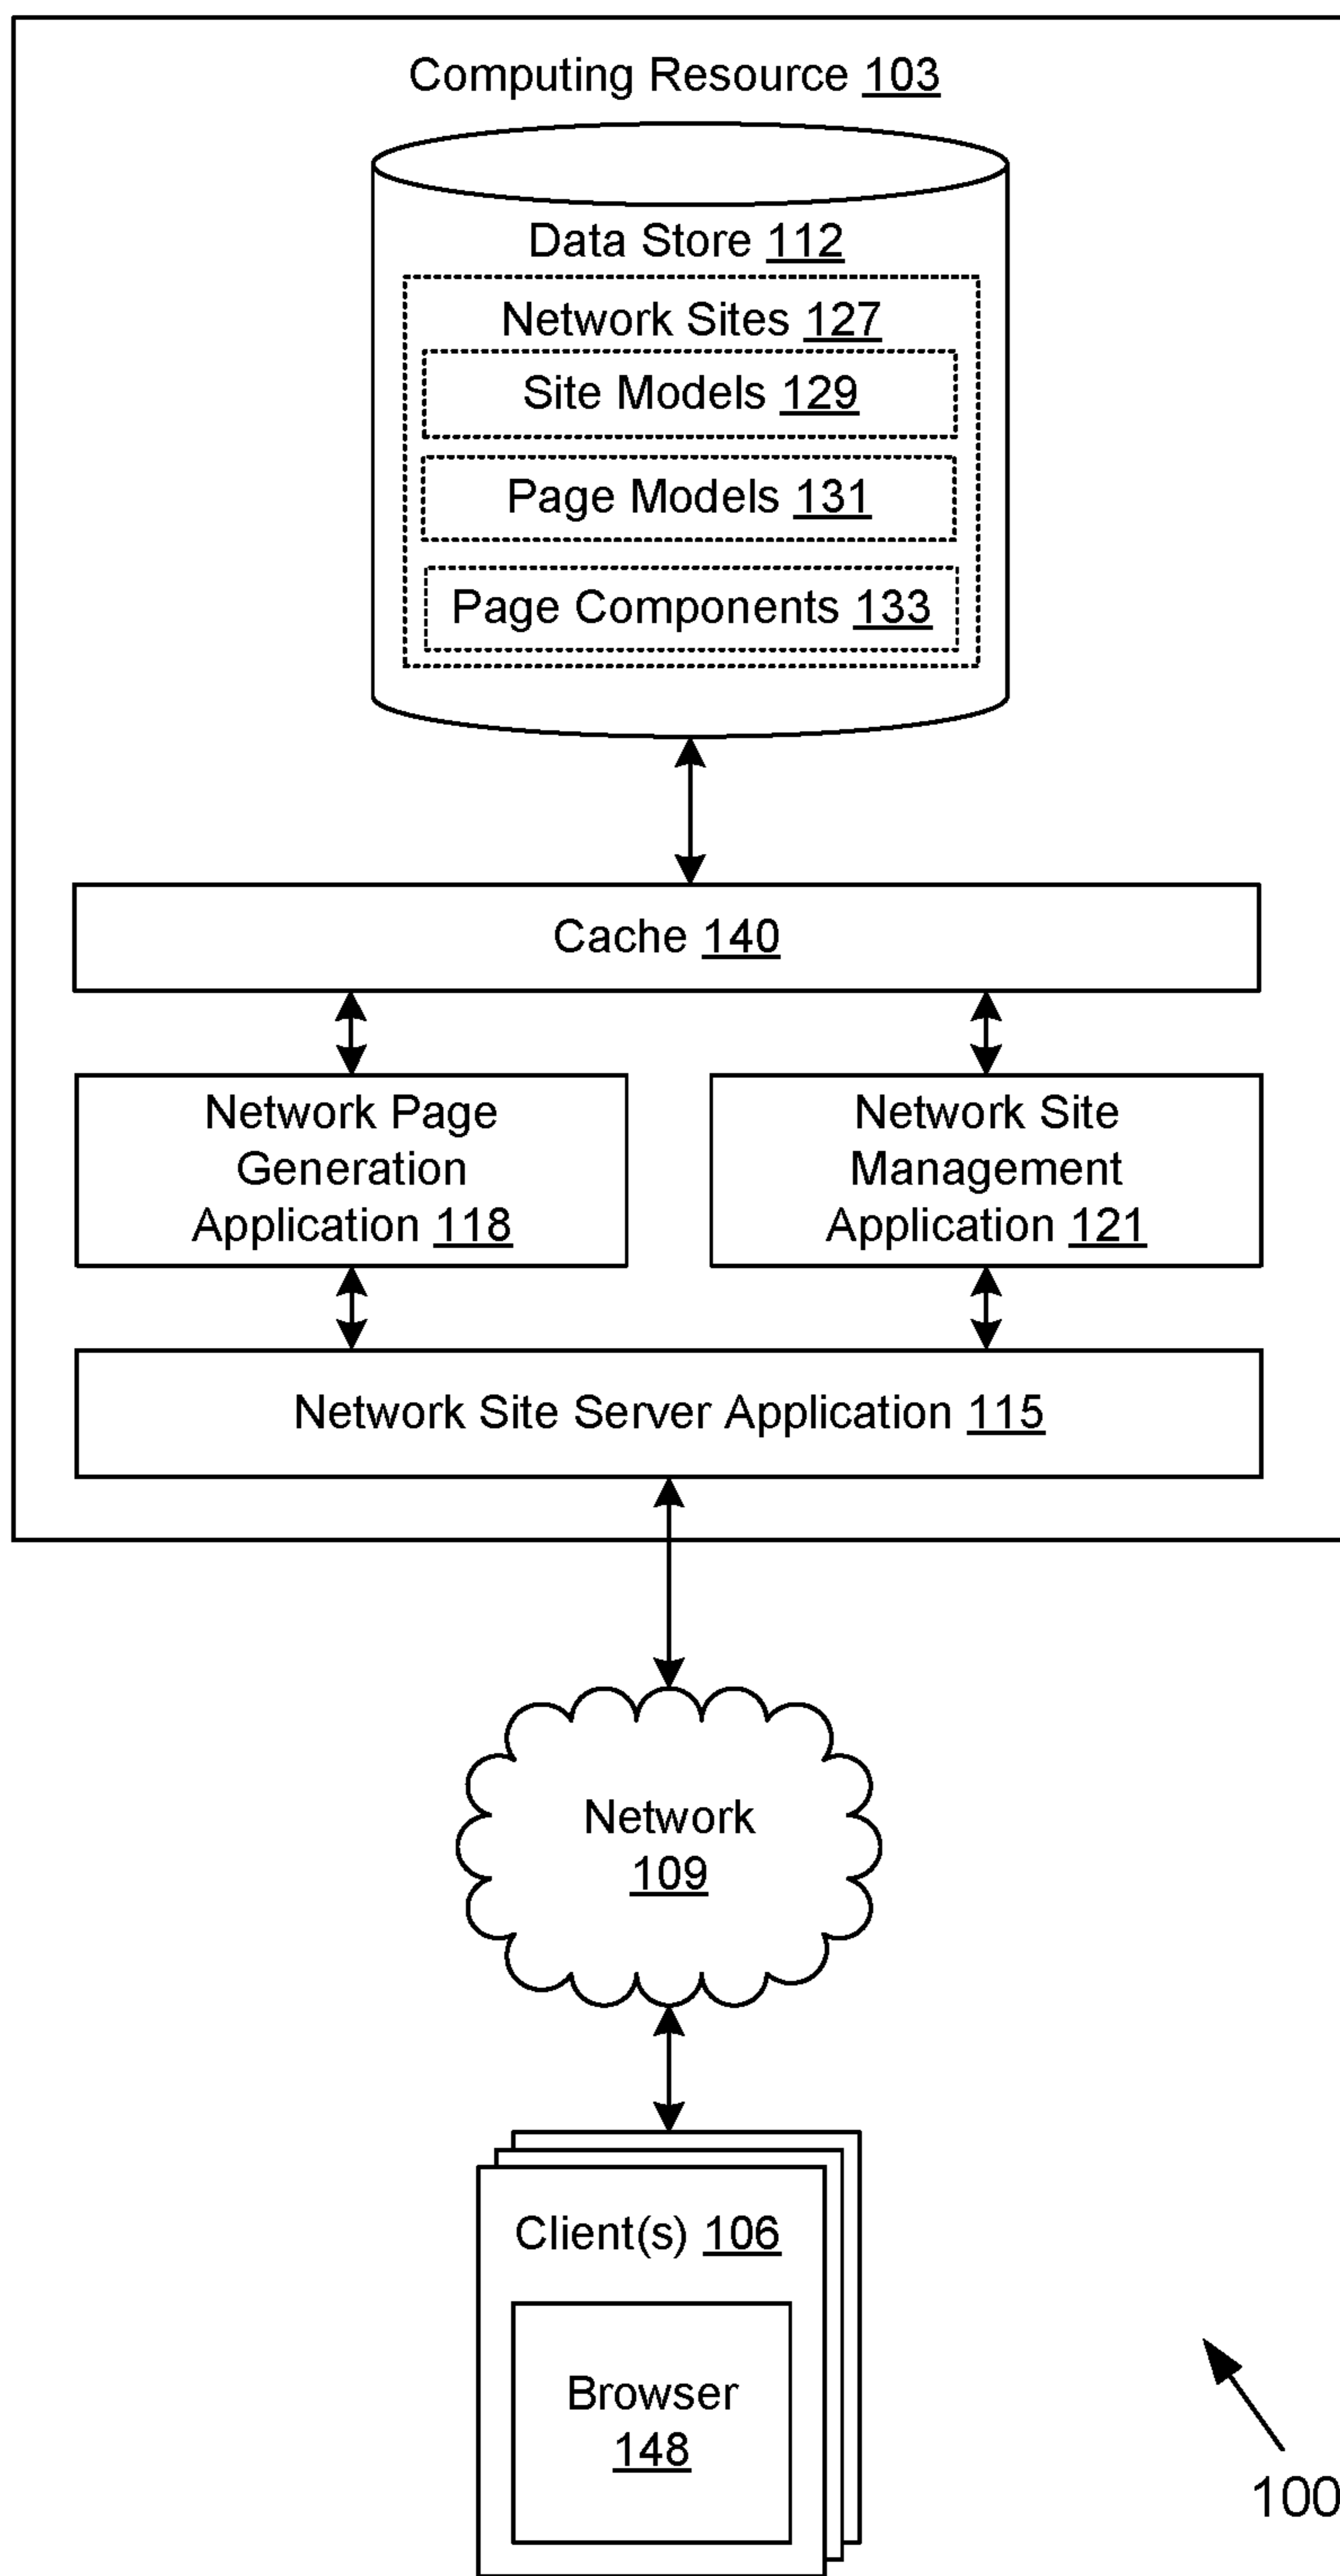 Computing Resource 103
Data Store 112
Network Sites 127
Site Models 129
Page Models 131
Page Components 133
Cache 140
Network Page
Generation
Application 118
Network Site
Management
Application 121
Network Site Server Application 115
Network
109
Client(s) 106
Browser
148
100